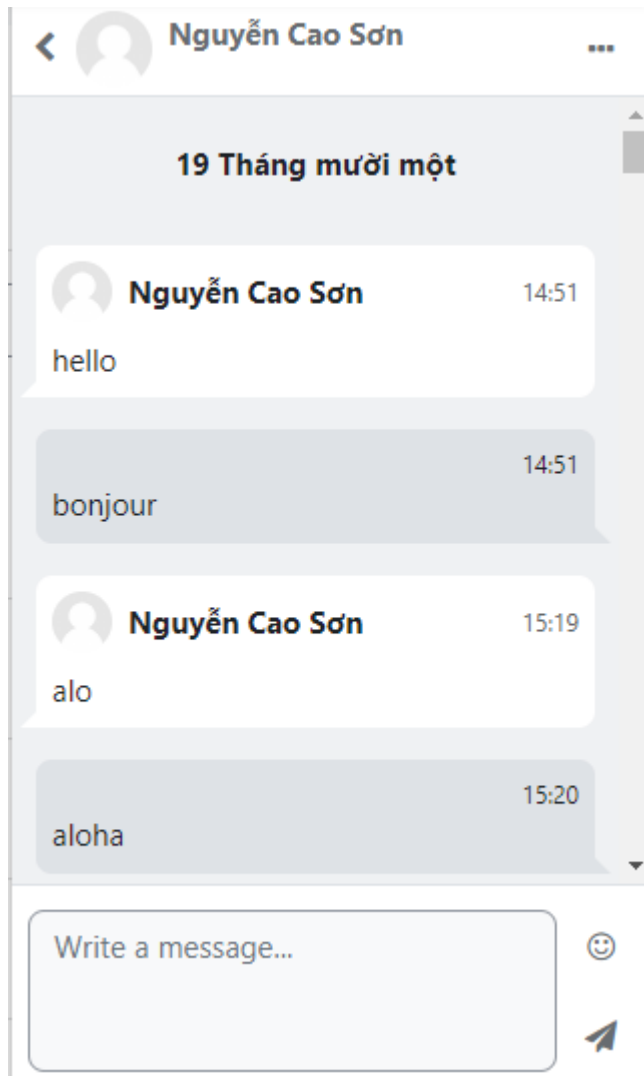 Nguyễn Cao Sơn
19 Tháng mười một
Nguyễn Cao Sơn 14:51
hello
14:51
bonjour
Nguyễn Cao Sơn 15:19
alo
15:20
aloha
Write a message...